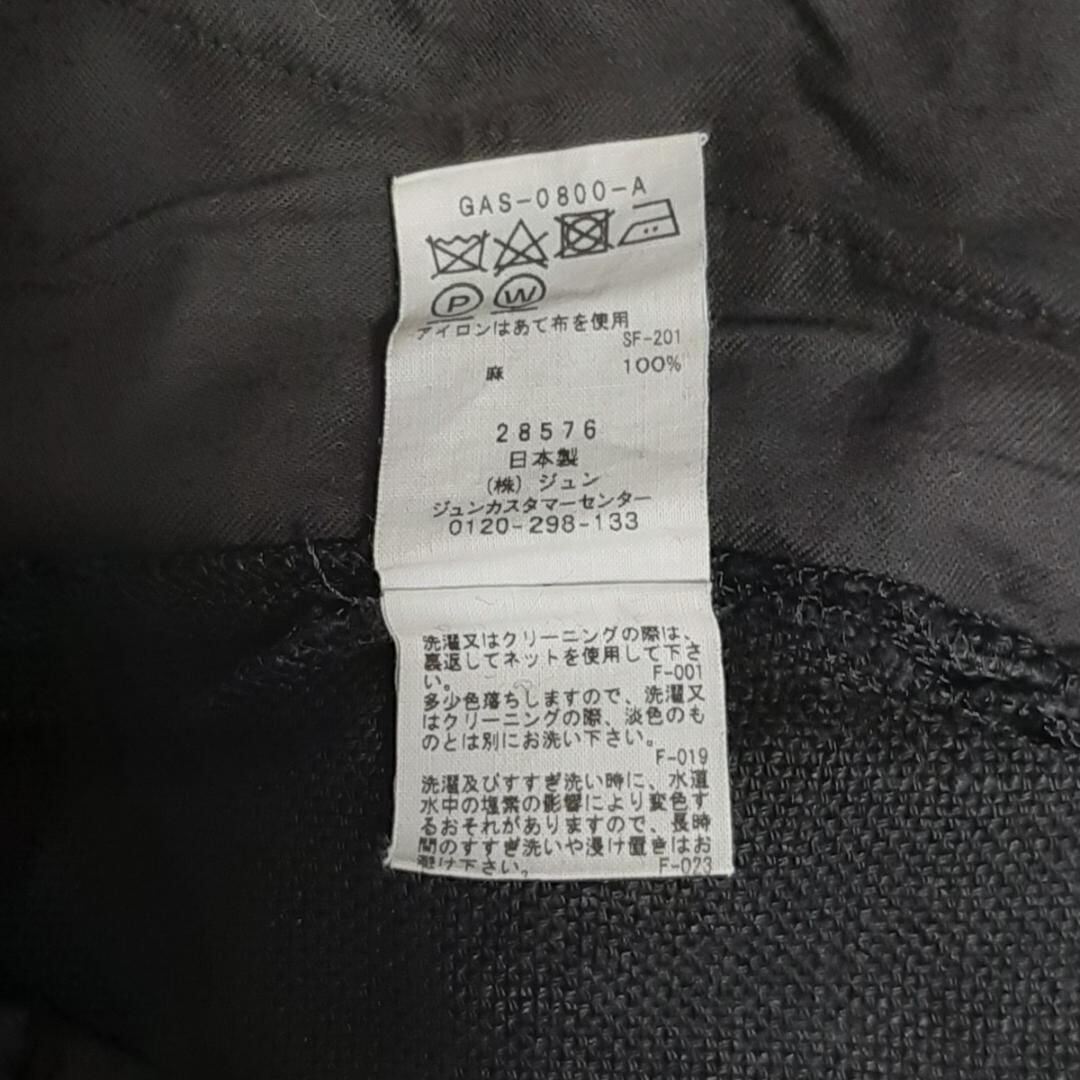 GAS-0800-A
P W
アイロンはあて布を使用
SF-201
麻 100%
28576
日本製
(株) ジュン
ジュンカスタマーセンター
0120-298-133
洗濯又はクリーニングの際は、
裏返してネットを使用して下さ
い。 F-001
多少色落ちしますので、洗濯又
はクリーニングの際、淡色のも
のとは別にお洗い下さい。
F-019
洗濯及びすすぎ洗い時に、水道
水中の塩素の影響により変色す
るおそれがありますので、長時
間のすすぎ洗いや浸け置きはお
避け下さい。 F-023